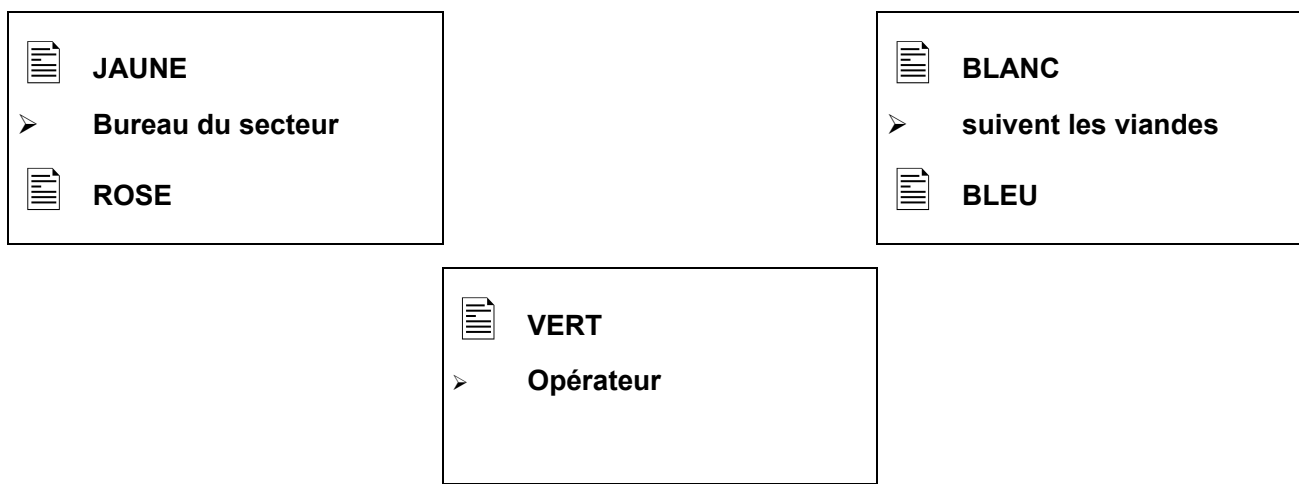 JAUNE
➢ Bureau du secteur
ROSE
BLANC
➢ suivent les viandes
BLEU
VERT
➢ Opérateur